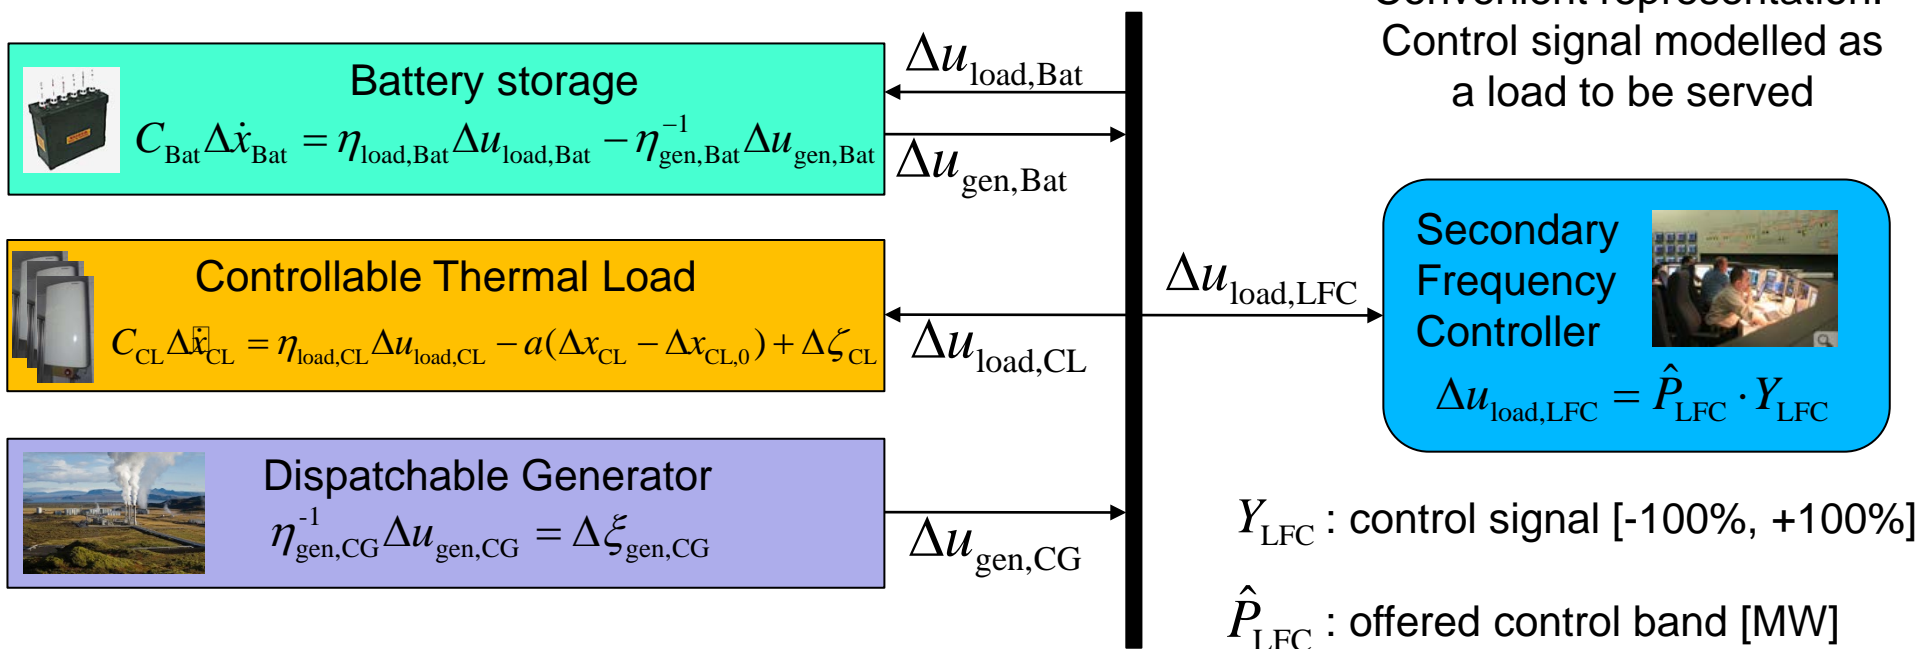 Convenient representation:
Control signal modelled as
a load to be served
Battery storage
C_Bat Δẋ_Bat = η_load,Bat Δu_load,Bat − η⁻¹_gen,Bat Δu_gen,Bat
Δu_load,Bat
Δu_gen,Bat
Controllable Thermal Load
C_CL Δẋ_CL = η_load,CL Δu_load,CL − a(Δx_CL − Δx_CL,0) + Δζ_CL
Δu_load,CL
Dispatchable Generator
η⁻¹_gen,CG Δu_gen,CG = Δξ_gen,CG
Δu_gen,CG
Δu_load,LFC
Secondary
Frequency
Controller
Δu_load,LFC = P̂_LFC · Y_LFC
Y_LFC : control signal [-100%, +100%]
P̂_LFC : offered control band [MW]